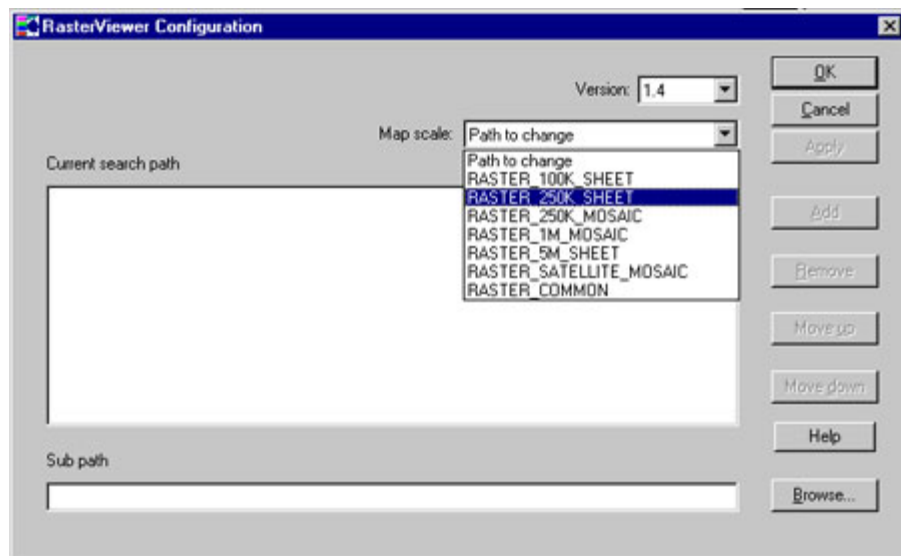 RasterViewer Configuration
Version: 1.4
OK
Cancel
Map scale: Path to change
Apply
Current search path
Path to change
RASTER_100K_SHEET
RASTER_250K_SHEET
RASTER_250K_MOSAIC
RASTER_1M_MOSAIC
RASTER_5M_SHEET
RASTER_SATELLITE_MOSAIC
RASTER_COMMON
Add
Remove
Move up
Move down
Help
Sub path
Browse...